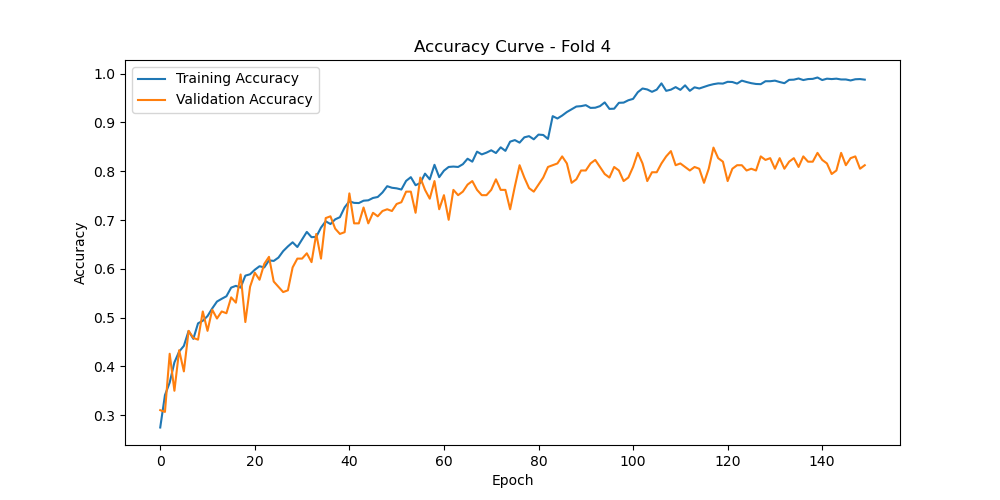 Accuracy Curve - Fold 4
Training Accuracy
Validation Accuracy
1.0
0.9
0.8
0.7
0.6
0.5
0.4
0.3
Accuracy
0 20 40 60 80 100 120 140
Epoch